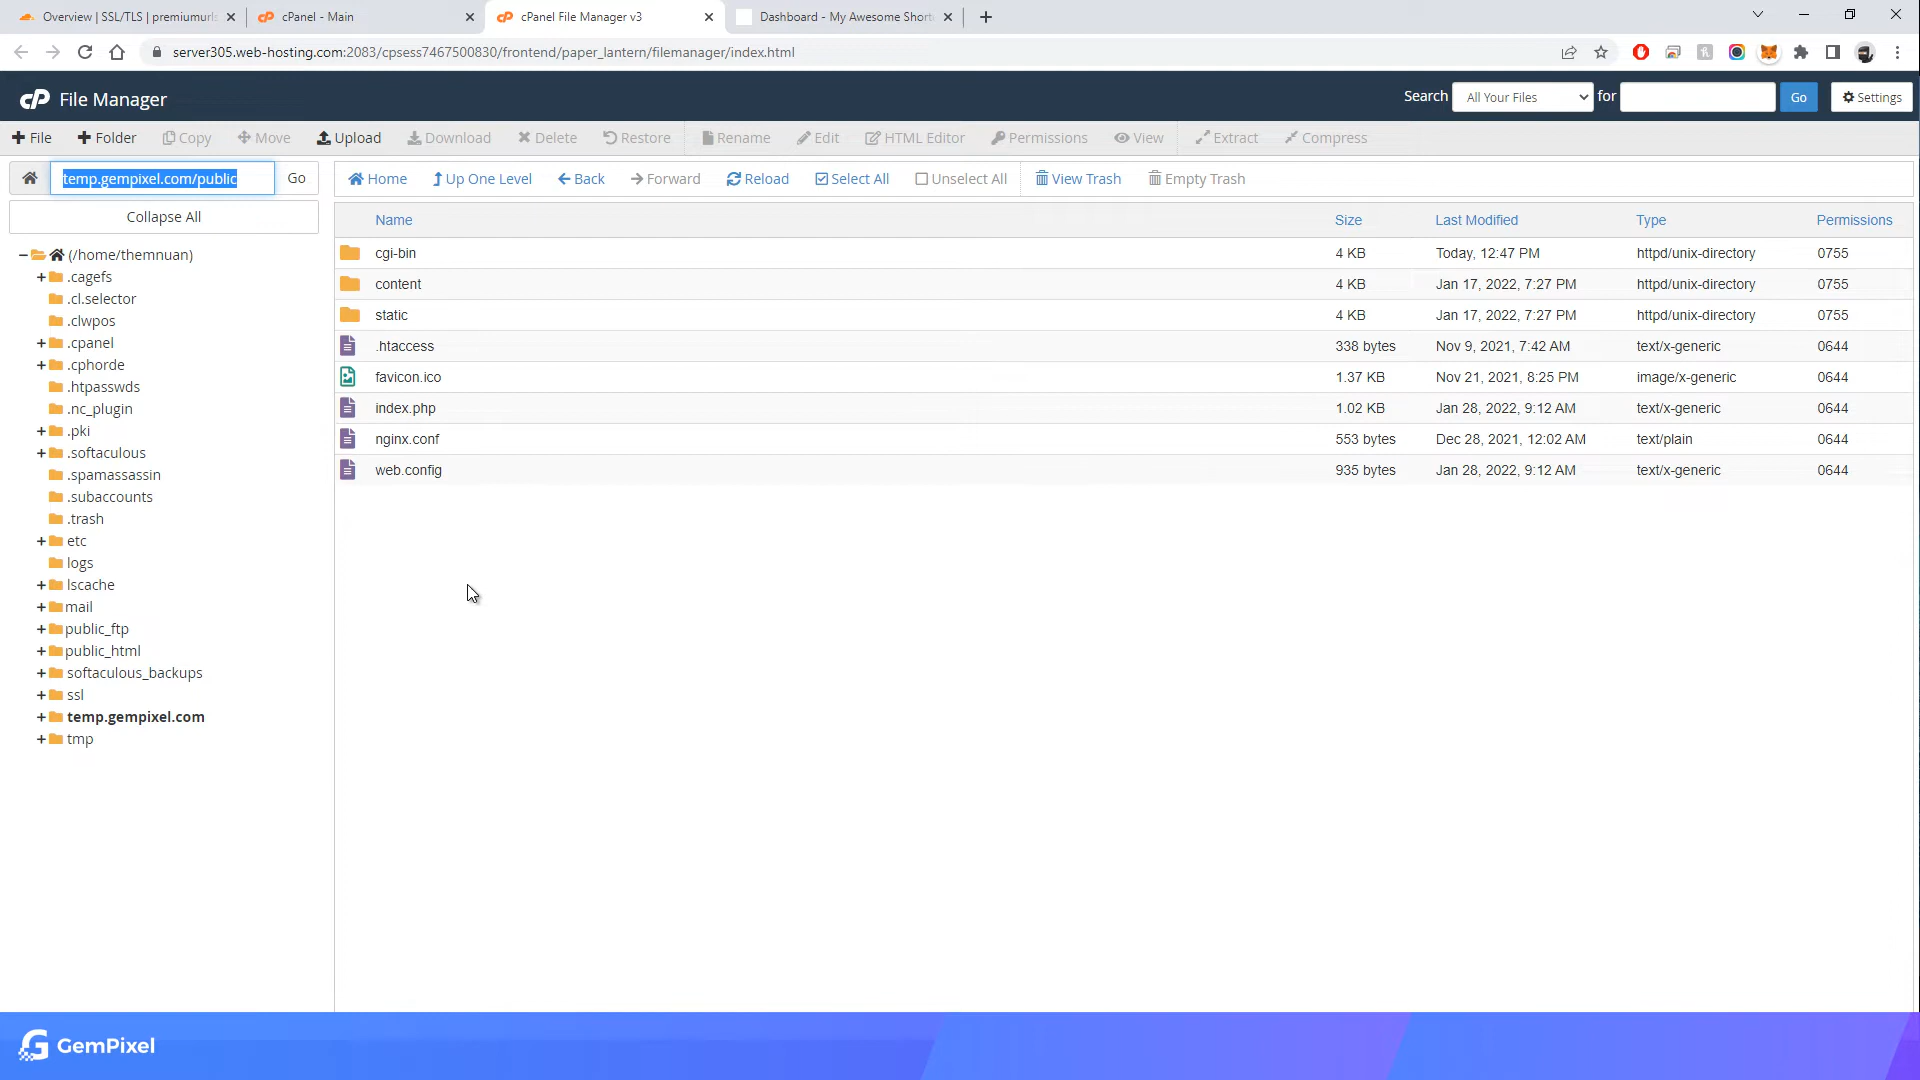 Overview | SSL/TLS | premiumurls
cPanel - Main
cPanel File Manager v3
Dashboard - My Awesome Short
server305.web-hosting.com:2083/cpsess7467500830/frontend/paper_lantern/filemanager/index.html
cP File Manager
Search All Your Files for Go Settings
File Folder Copy Move Upload Download Delete Restore Rename Edit HTML Editor Permissions View Extract Compress
temp.gempixel.com/public Go
Home Up One Level Back Forward Reload Select All Unselect All View Trash Empty Trash
Collapse All
(/home/themnuan)
.cagefs
.cl.selector
.clwpos
.cpanel
.cphorde
.htpasswds
.nc_plugin
.pki
.softaculous
.spamassassin
.subaccounts
.trash
etc
logs
lscache
mail
public_ftp
public_html
softaculous_backups
ssl
temp.gempixel.com
tmp
Name Size Last Modified Type Permissions
cgi-bin 4 KB Today, 12:47 PM httpd/unix-directory 0755
content 4 KB Jan 17, 2022, 7:27 PM httpd/unix-directory 0755
static 4 KB Jan 17, 2022, 7:27 PM httpd/unix-directory 0755
.htaccess 338 bytes Nov 9, 2021, 7:42 AM text/x-generic 0644
favicon.ico 1.37 KB Nov 21, 2021, 8:25 PM image/x-generic 0644
index.php 1.02 KB Jan 28, 2022, 9:12 AM text/x-generic 0644
nginx.conf 553 bytes Dec 28, 2021, 12:02 AM text/plain 0644
web.config 935 bytes Jan 28, 2022, 9:12 AM text/x-generic 0644
GemPixel